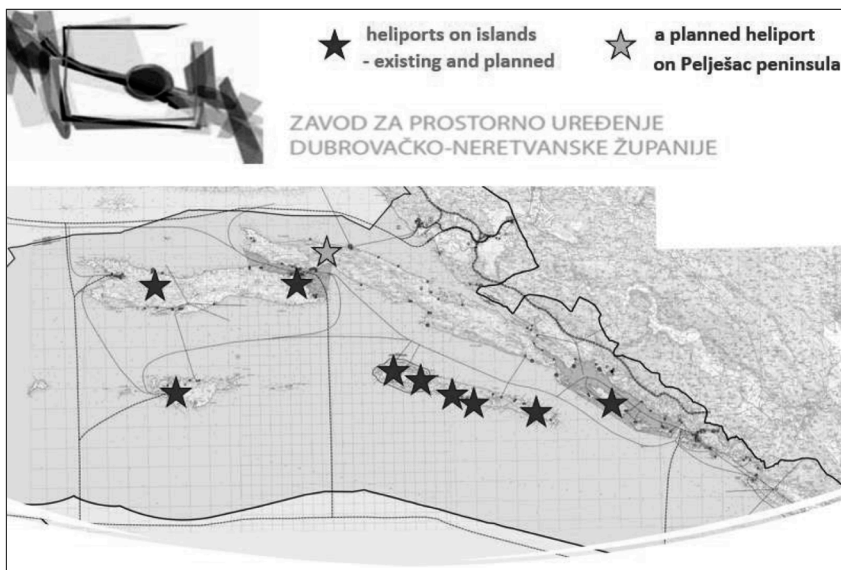 heliports on islands
- existing and planned
a planned heliport
on Pelješac peninsula
ZAVOD ZA PROSTORNO UREĐENJE
DUBROVAČKO-NERETVANSKE ŽUPANIJE